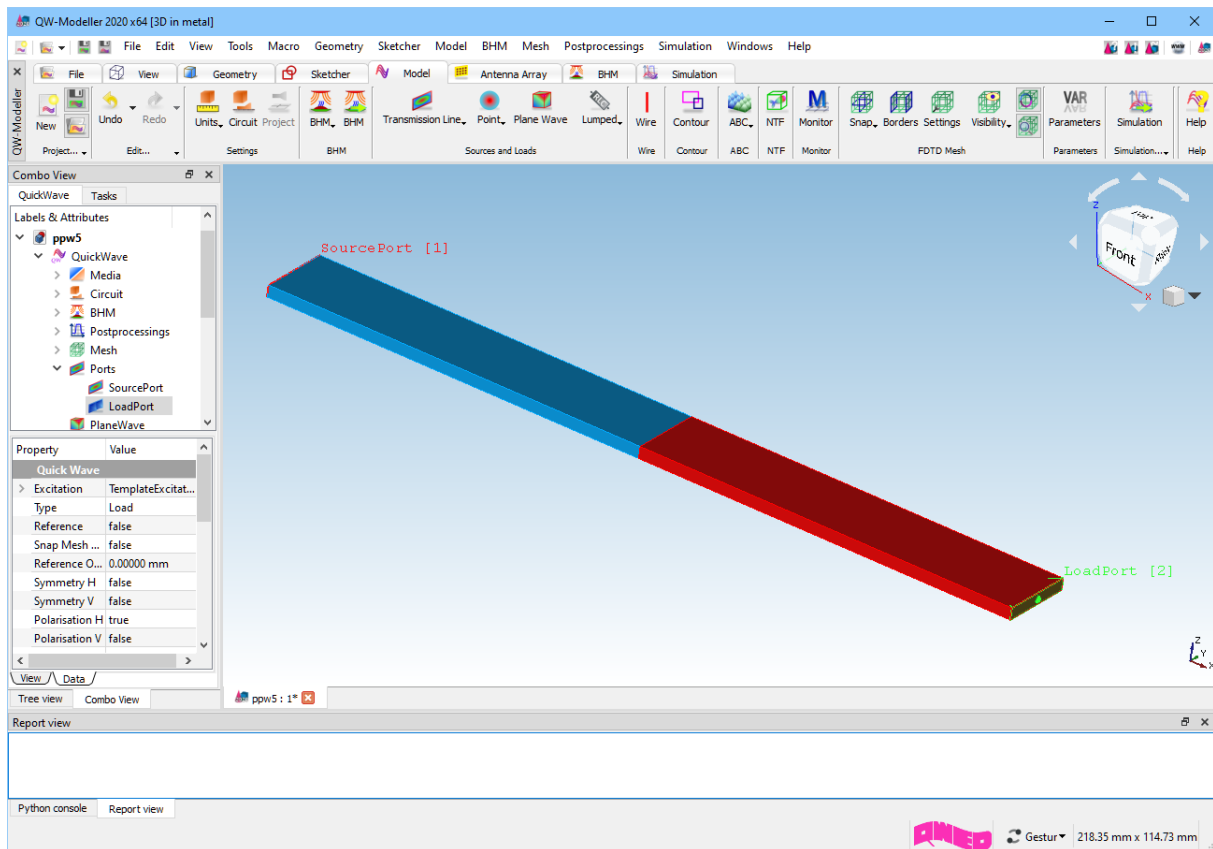 QW-Modeller 2020 x64 [3D in metal]
File Edit View Tools Macro Geometry Sketcher Model BHM Mesh Postprocessings Simulation Windows Help
File View Geometry Sketcher Model Antenna Array BHM Simulation
QW-Modeller
New Undo Redo Units, Circuit Project BHM, BHM Transmission Line, Point, Plane Wave Lumped, Wire Contour ABC, NTF Monitor Snap, Borders Settings Visibility, VAR Parameters Simulation Help
Project... Edit... Settings BHM Sources and Loads Wire Contour ABC NTF Monitor FDTD Mesh Parameters Simulation... Help
Combo View
QuickWave Tasks
Labels & Attributes
ppw5
QuickWave
Media
Circuit
BHM
Postprocessings
Mesh
Ports
SourcePort
LoadPort
PlaneWave
Property Value
Quick Wave
Excitation TemplateExcitat...
Type Load
Reference false
Snap Mesh ... false
Reference O... 0.00000 mm
Symmetry H false
Symmetry V false
Polarisation H true
Polarisation V false
View Data
Tree view Combo View
SourcePort [1]
LoadPort [2]
Z
Front
X
Z
Y
X
ppw5 : 1*
Report view
Python console Report view
QWED
Gestur 218.35 mm x 114.73 mm